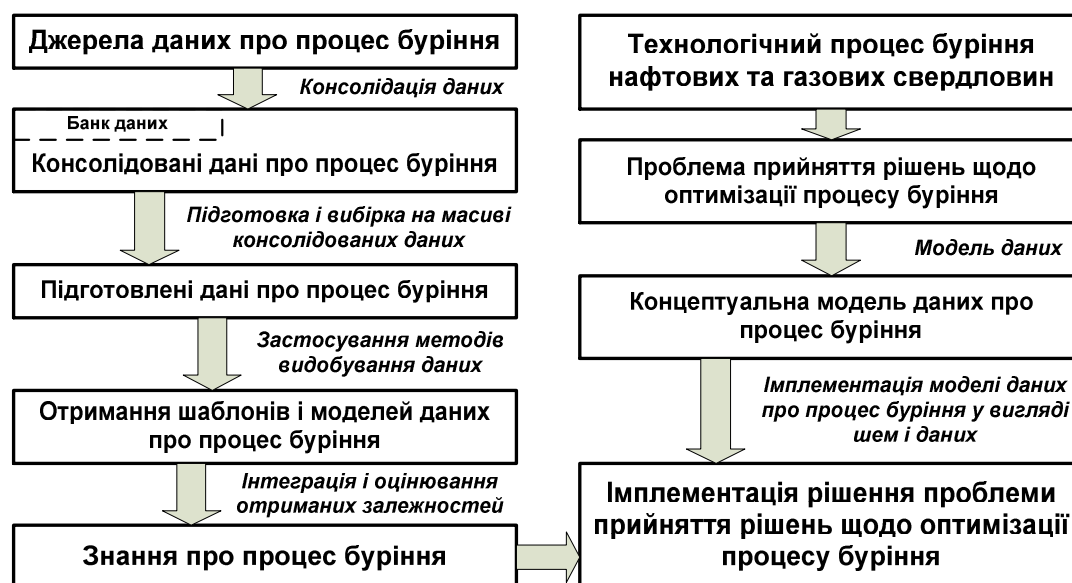 Джерела даних про процес буріння
Консолідація даних
Банк даних
Консолідовані дані про процес буріння
Підготовка і вибірка на масиві
консолідованих даних
Підготовлені дані про процес буріння
Застосування методів
видобування даних
Отримання шаблонів і моделей даних
про процес буріння
Інтеграція і оцінювання
отриманих залежностей
Знання про процес буріння
Технологічний процес буріння
нафтових та газових свердловин
Проблема прийняття рішень щодо
оптимізації процесу буріння
Модель даних
Концептуальна модель даних про
процес буріння
Імплементація моделі даних
про процес буріння у вигляді
шем і даних
Імплементація рішення проблеми
прийняття рішень щодо оптимізації
процесу буріння